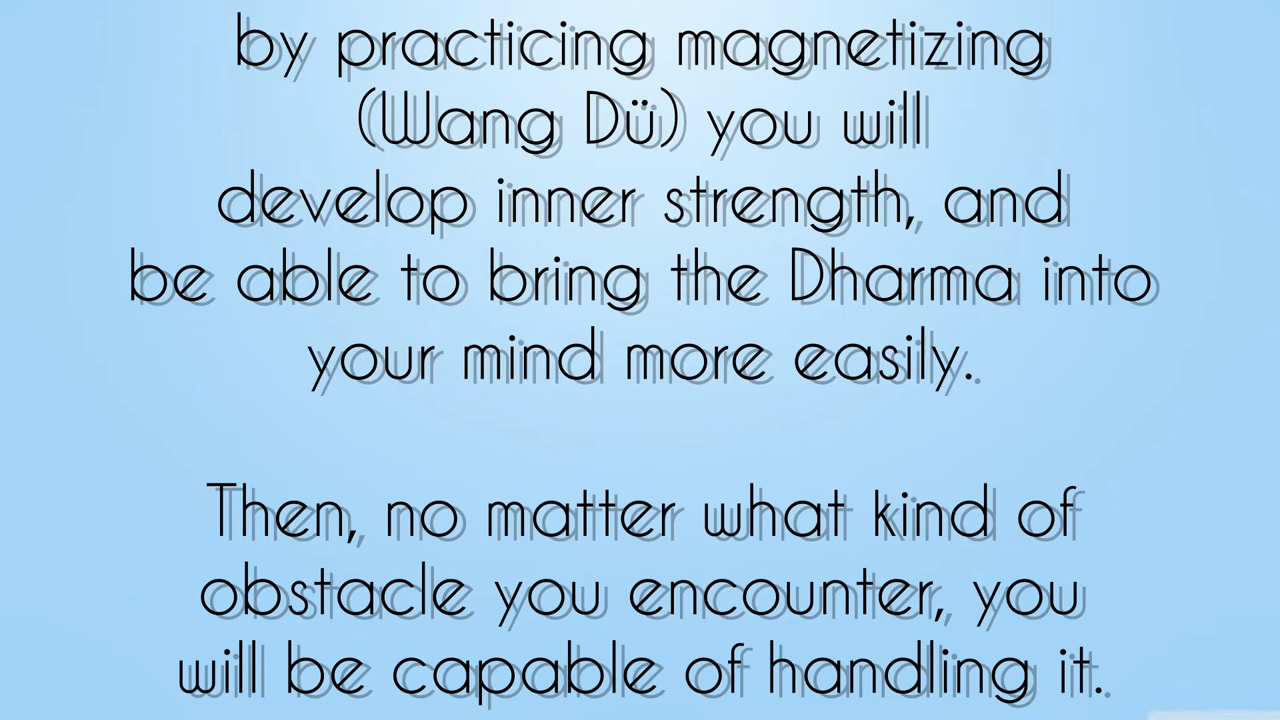 by practicing magnetizing
(Wang Dü) you will
develop inner strength, and
be able to bring the Dharma into
your mind more easily.
Then, no matter what kind of
obstacle you encounter, you
will be capable of handling it.